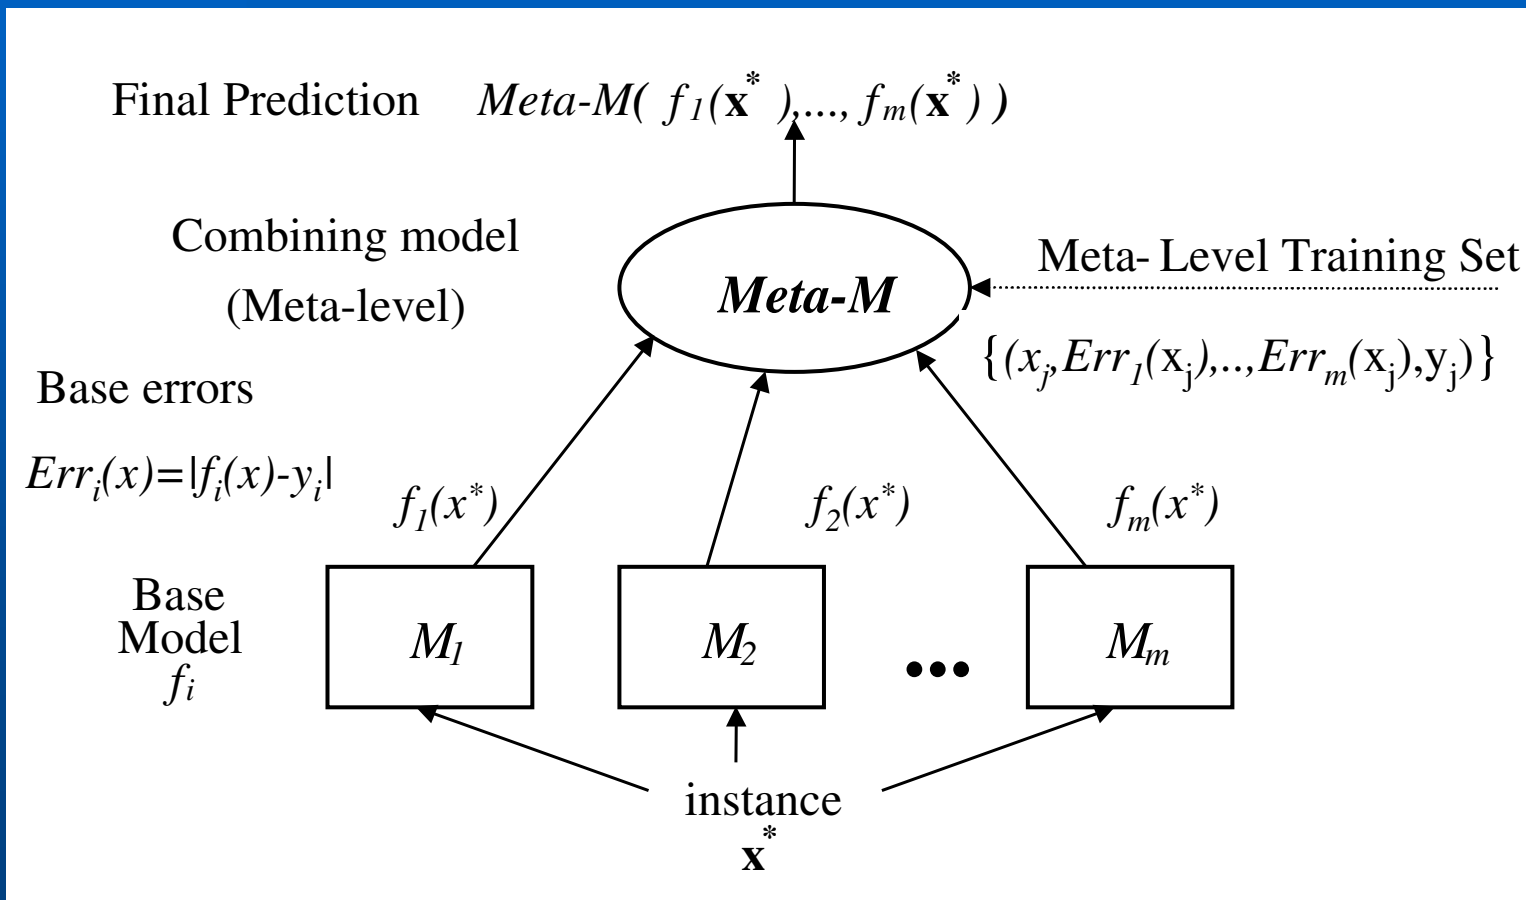 Final Prediction Meta-M( f1(x* ),..., fm(x* ) )
Combining model
(Meta-level)
Meta-M
Meta- Level Training Set
{(xj,Err1(xj),..,Errm(xj),yj)}
Base errors
Erri(x)=|fi(x)-yi|
f1(x*)
f2(x*)
fm(x*)
Base
Model
fi
M1
M2
•••
Mm
instance
x*